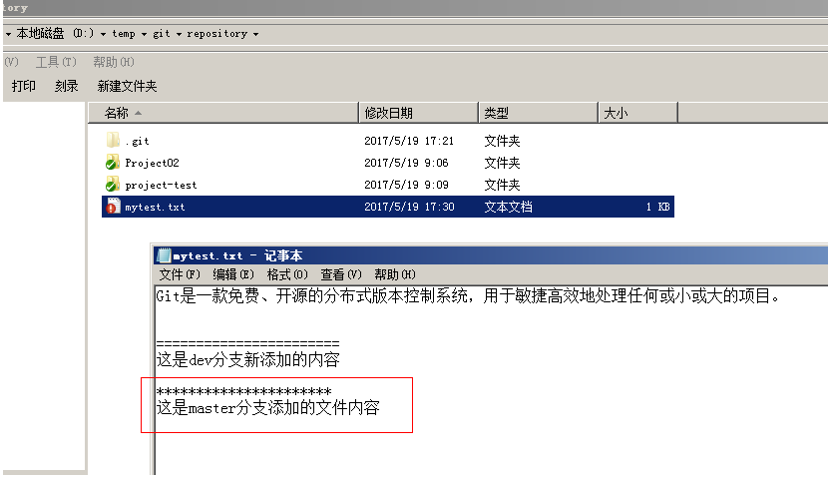 tory
本地磁盘 (D:) temp git repository
(V) 工具(T) 帮助(H)
打印 刻录 新建文件夹
名称 修改日期 类型 大小
.git 2017/5/19 17:21 文件夹
Project02 2017/5/19 9:06 文件夹
project-test 2017/5/19 9:09 文件夹
mytest.txt 2017/5/19 17:30 文本文档 1 KB
mytest.txt - 记事本
文件(F) 编辑(E) 格式(O) 查看(V) 帮助(H)
Git是一款免费、开源的分布式版本控制系统，用于敏捷高效地处理任何或小或大的项目。
=======================
这是dev分支新添加的内容
**********************
这是master分支添加的文件内容